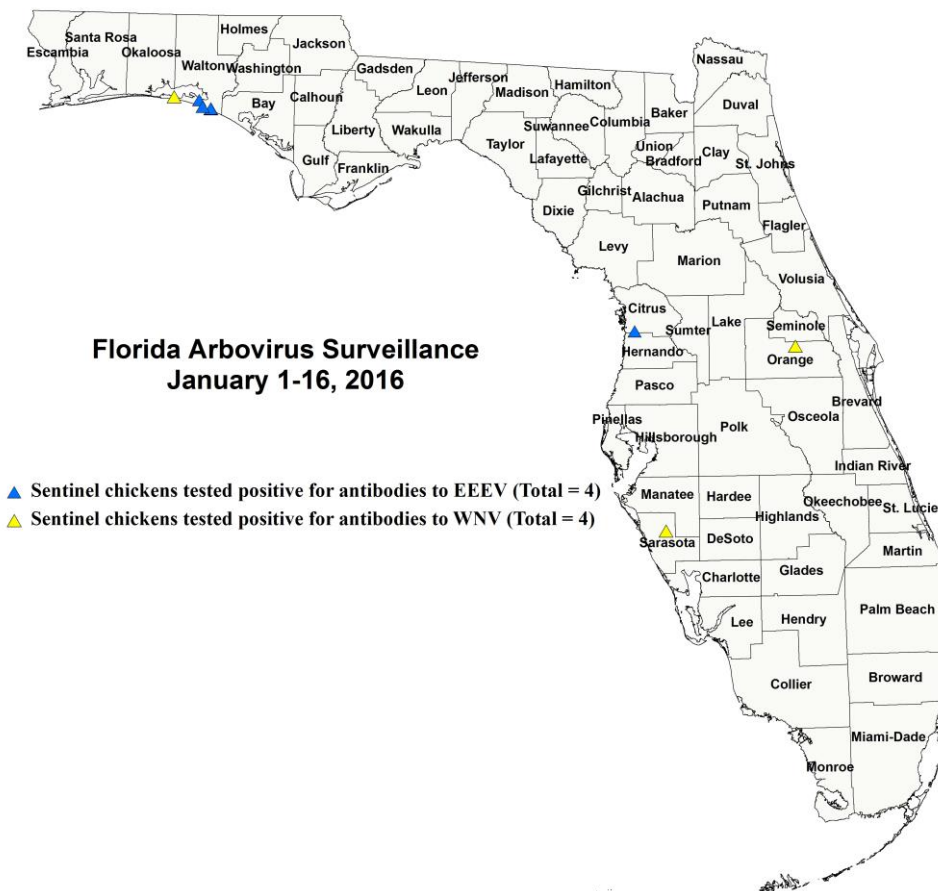 Holmes
Santa Rosa
Jackson
Escambia
Okaloosa
Walton
Washington
Gadsden
Nassau
Jefferson
Hamilton
Leon
Madison
Bay
Calhoun
Duval
Baker
Suwannee
Columbia
Liberty
Wakulla
Taylor
Union
Clay
Gulf
Franklin
Lafayette
Bradford
St. Johns
Gilchrist
Alachua
Putnam
Dixie
Flagler
Levy
Marion
Volusia
Citrus
Lake
Sumter
Seminole
Florida Arbovirus Surveillance
January 1-16, 2016
Hernando
Orange
Pasco
Brevard
Osceola
Pinellas
Polk
Hillsborough
Indian River
Sentinel chickens tested positive for antibodies to EEEV (Total = 4)
Sentinel chickens tested positive for antibodies to WNV (Total = 4)
Manatee
Hardee
Okeechobee
St. Lucie
Highlands
Sarasota
DeSoto
Martin
Charlotte
Glades
Palm Beach
Lee
Hendry
Broward
Collier
Miami-Dade
Monroe